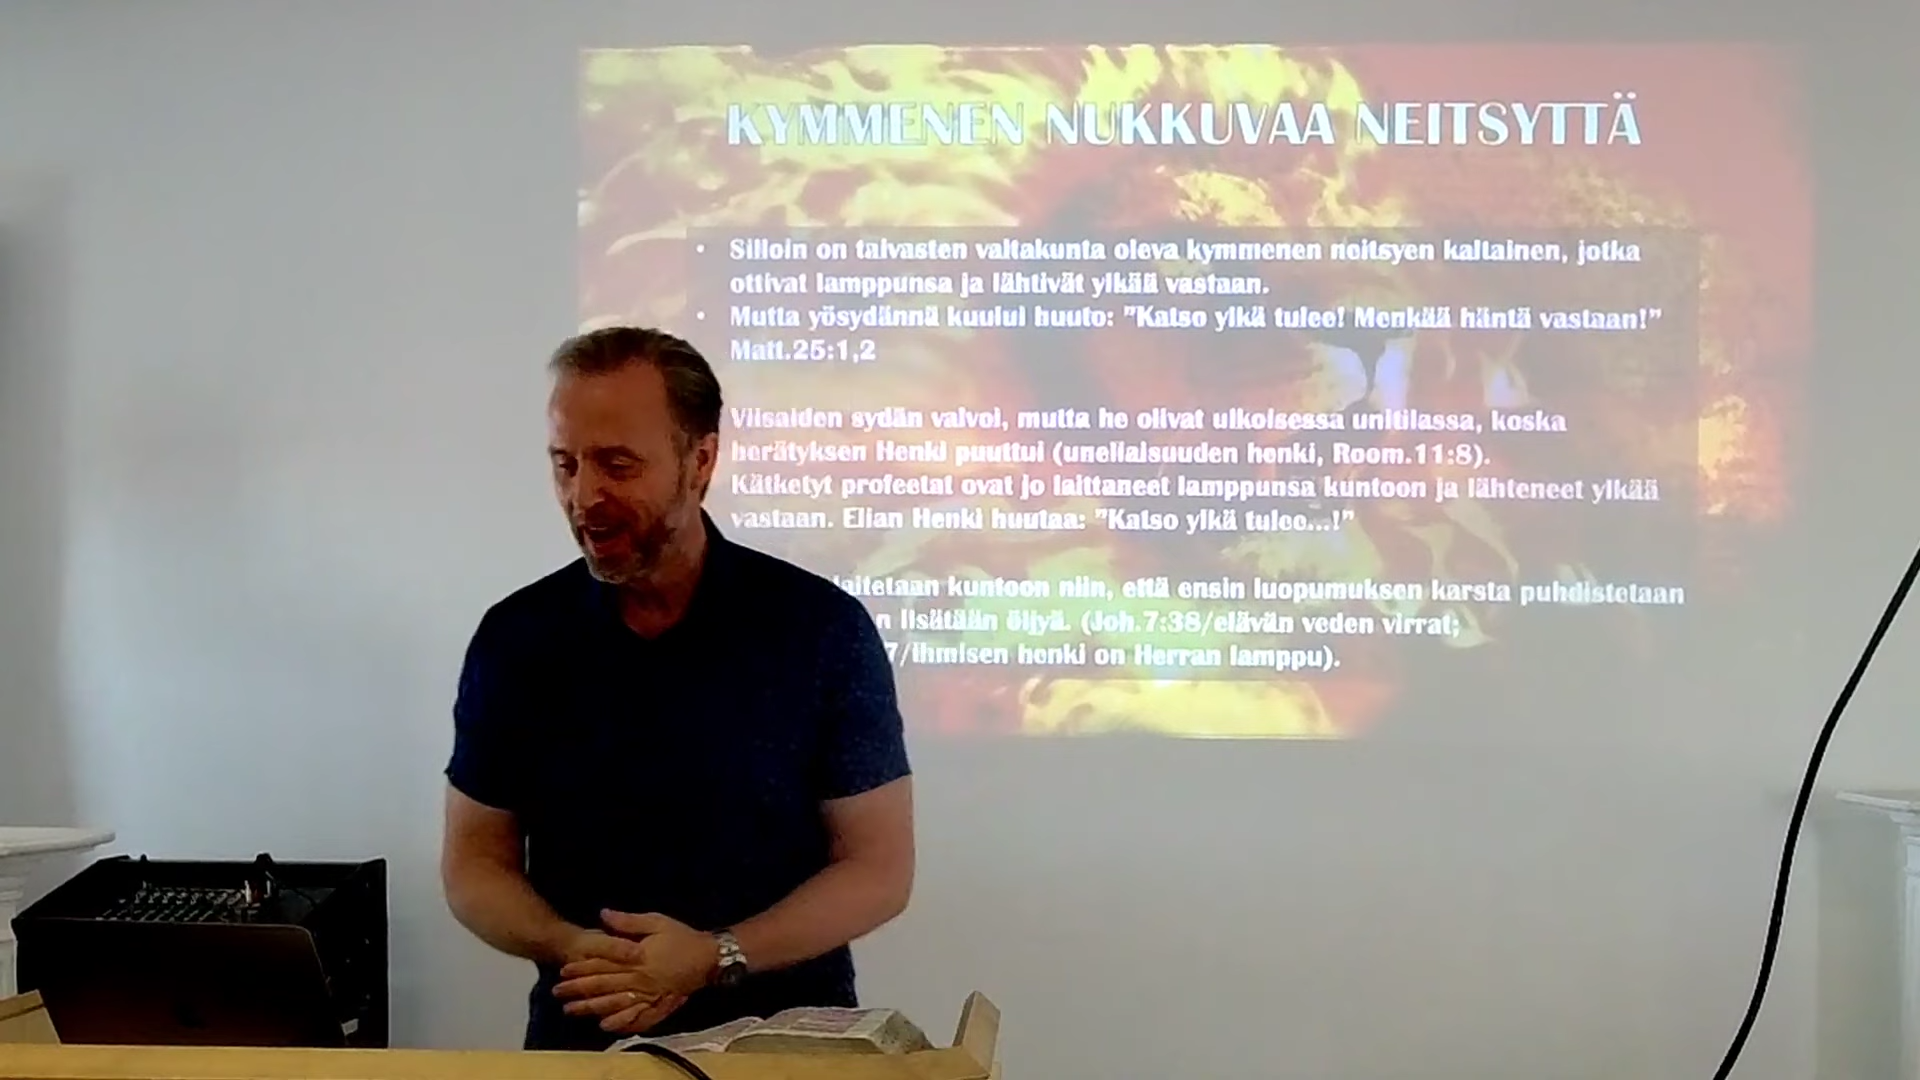 KYMMENEN NUKKUVAA NEITSYTTÄ
• Silloin on taivasten valtakunta oleva kymmenen neitsyen kaltainen, jotka
ottivat lamppunsa ja lähtivät ylkää vastaan.
• Mutta yösydännä kuului huuto: ”Katso ylkä tulee! Menkää häntä vastaan!”
Matt.25:1,2
Viisaiden sydän valvoi, mutta he olivat ulkoisessa unitilassa, koska
herätyksen Henki puuttui (uneliaisuuden henki, Room.11:8).
Kätketyt profeetat ovat jo laittaneet lamppunsa kuntoon ja lähteneet ylkää
vastaan. Elian Henki huutaa: ”Katso ylkä tulee...!”
laitetaan kuntoon niin, että ensin luopumuksen karsta puhdistetaan
n lisätään öljyä. (Joh.7:38/elävän veden virrat;
7/ihmisen henki on Herran lamppu).